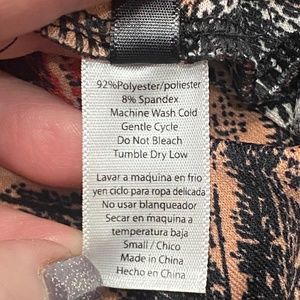 92%Polyester/poliester
8% Spandex
Machine Wash Cold
Gentle Cycle
Do Not Bleach
Tumble Dry Low
Lavar a maquina en frio
yen ciclo para ropa delicada
No usar blanqueador
Secar en maquina a
temperatura baja
Small / Chico
Made in China
Hecho en China